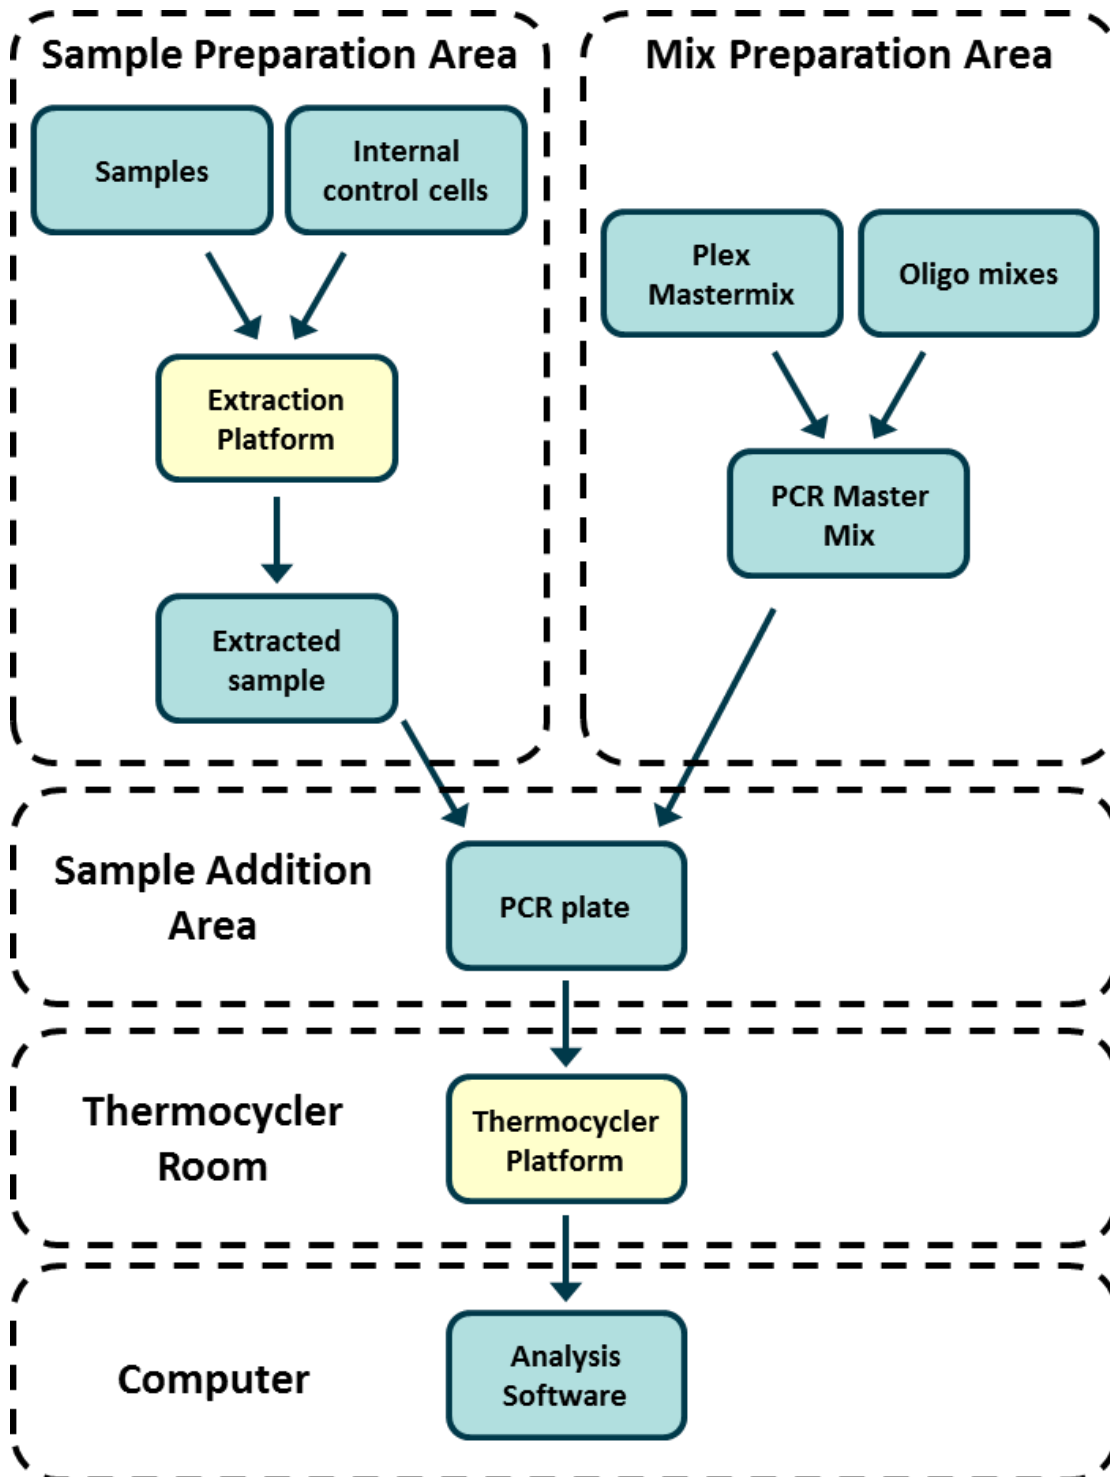 Sample Preparation Area
Samples
Internal
control cells
Extraction
Platform
Extracted
sample
Mix Preparation Area
Plex
Mastermix
Oligo mixes
PCR Master
Mix
Sample Addition
Area
PCR plate
Thermocycler
Room
Thermocycler
Platform
Computer
Analysis
Software